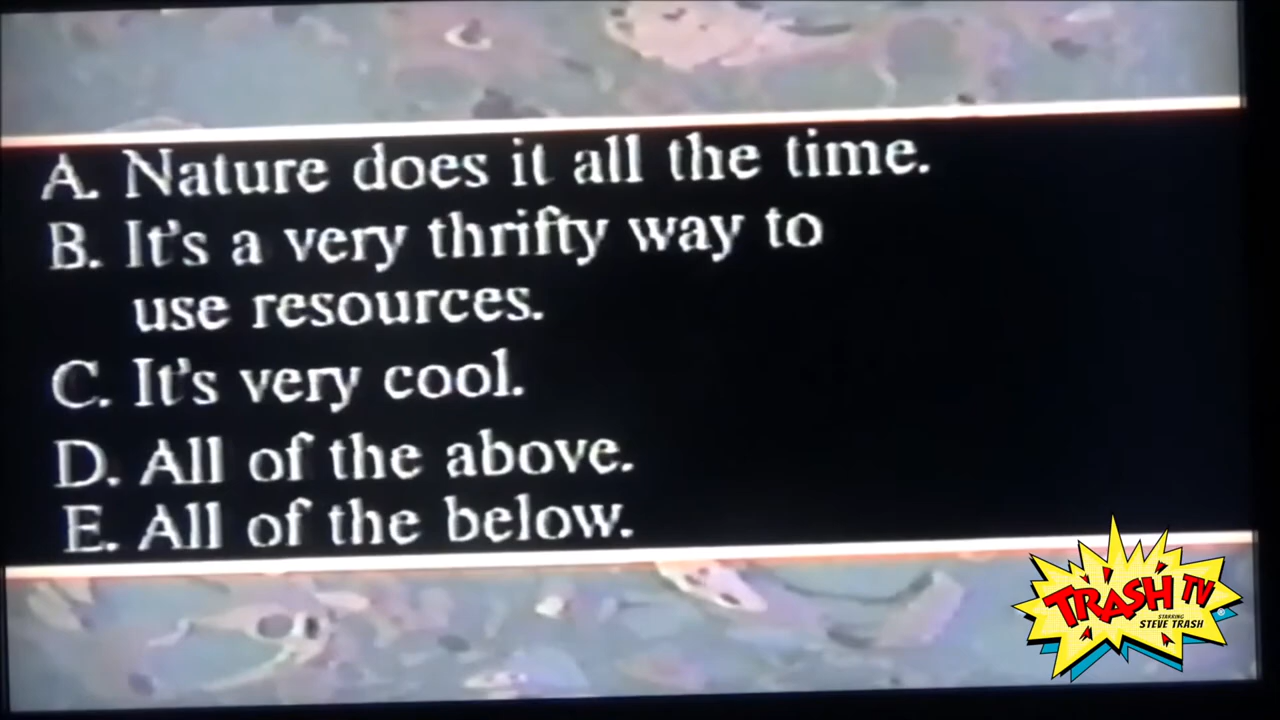 A. Nature does it all the time.
B. It's a very thrifty way to
use resources.
C. It's very cool.
D. All of the above.
E. All of the below.
TRASH TV
STARRING
STEVE TRASH